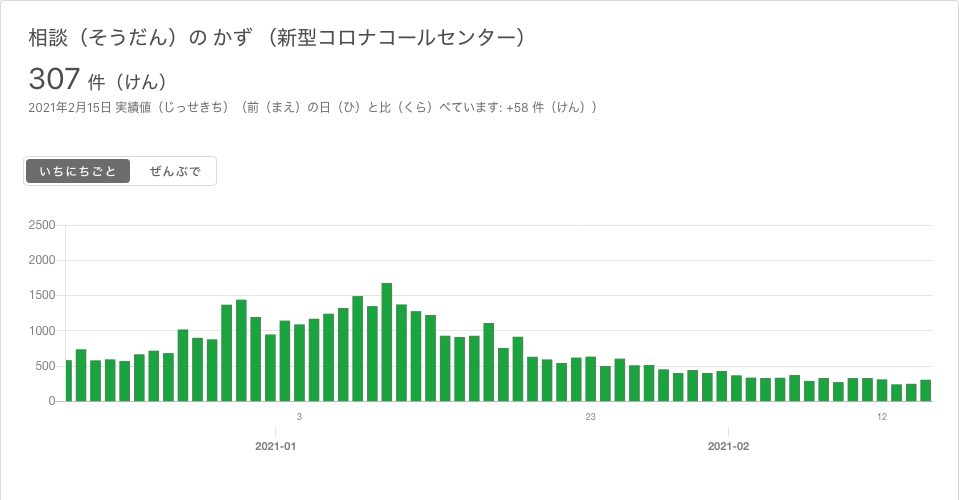 相談（そうだん）の かず （新型コロナコールセンター）
307 件（けん）
2021年2月15日 実績値（じっせきち）（前（まえ）の日（ひ）と比（くら）べています: +58 件（けん））
いちにちごと ぜんぶで
2500
2000
1500
1000
500
0
3 23 12
2021-01 2021-02